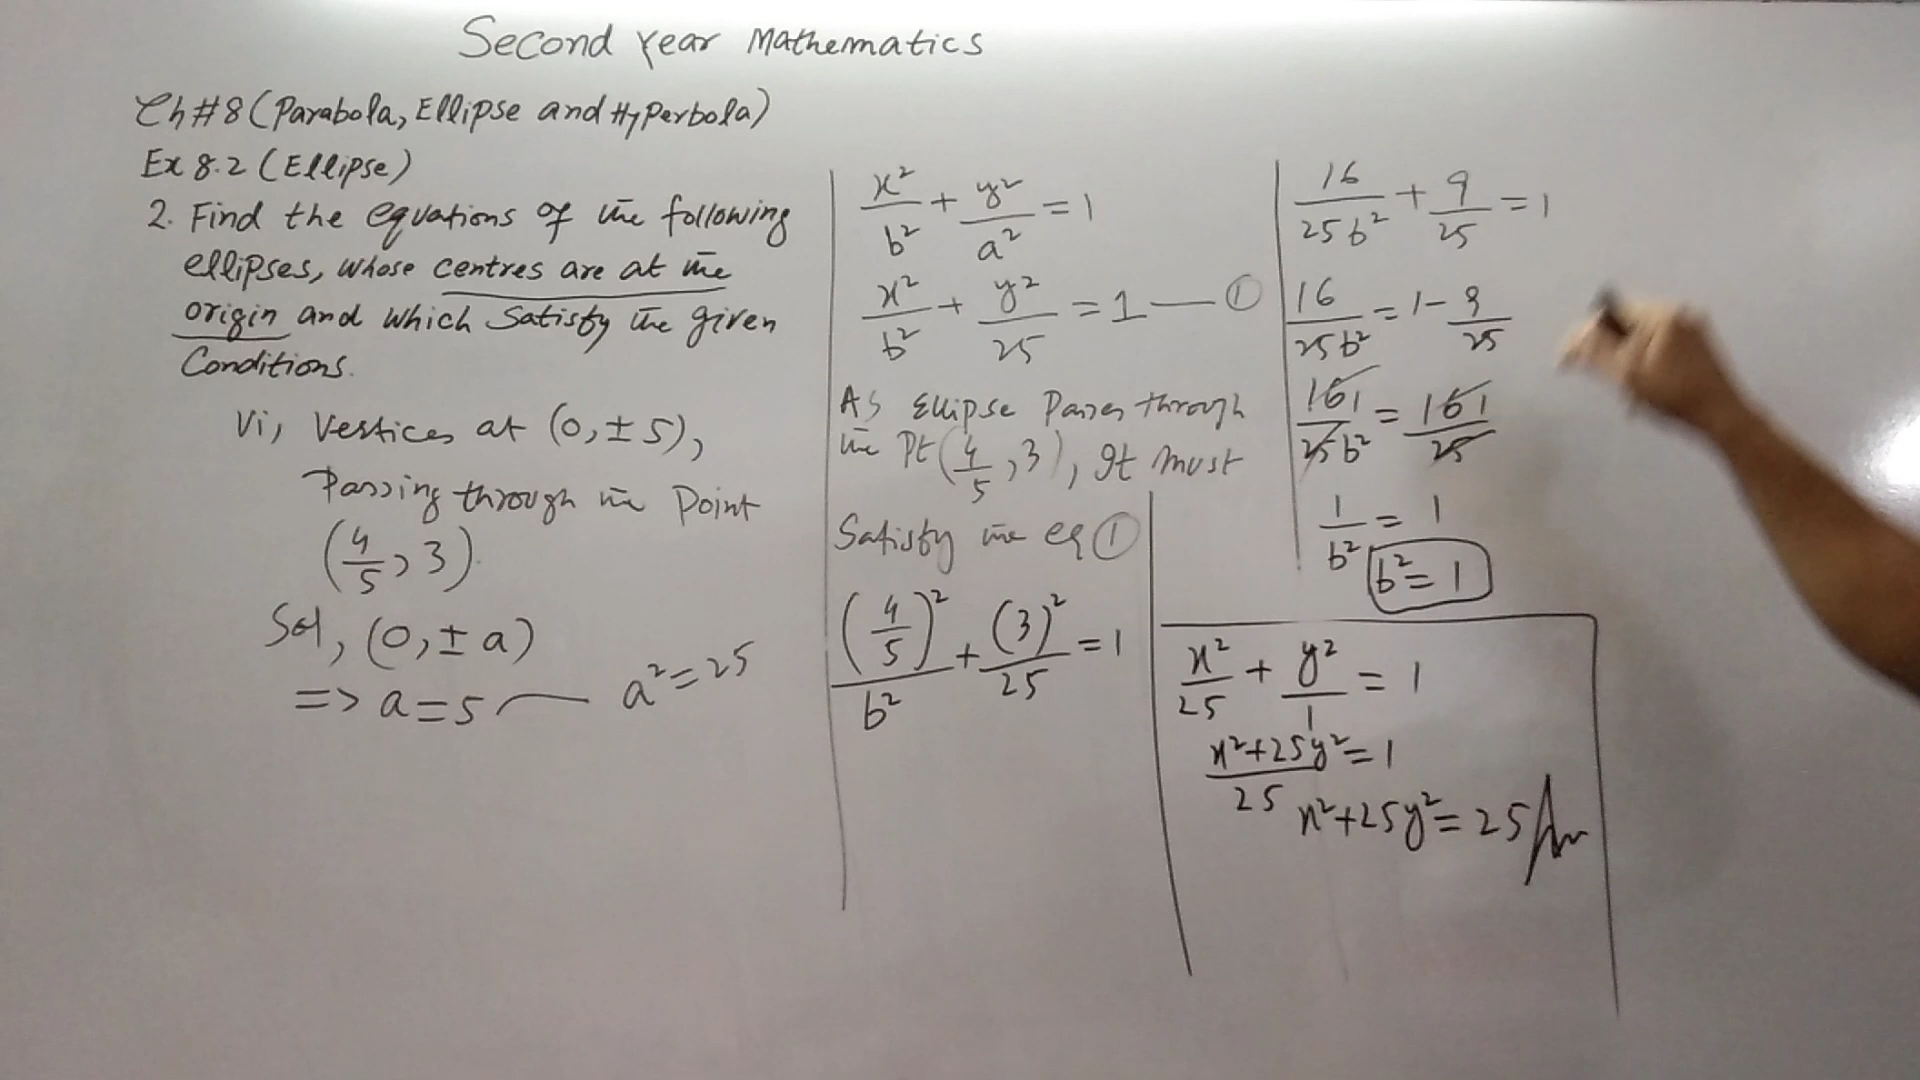 Second Year Mathematics
Ch # 8 (Parabola, Ellipse and Hyperbola)
Ex 8.2 (Ellipse)
2. Find the equations of the following
ellipses, whose centres are at the
origin and which satisfy the given
Conditions.
vi, Vertices at (0, ±5),
Passing through the Point
(4/5, 3).
Sol, (0, ±a)
=> a = 5 — a² = 25
x²/b² + y²/a² = 1
x²/b² + y²/25 = 1 — ①
As Ellipse Passes through
the Pt (4/5, 3), It must
Satisfy the eq ①
(4/5)²/b² + (3)²/25 = 1
16/25b² + 9/25 = 1
16/25b² = 1 - 9/25
16 1/25b² = 16 1/25
1/b² = 1
b² = 1
x²/25 + y²/1 = 1
x²+25y²/25 = 1
x²+25y² = 25